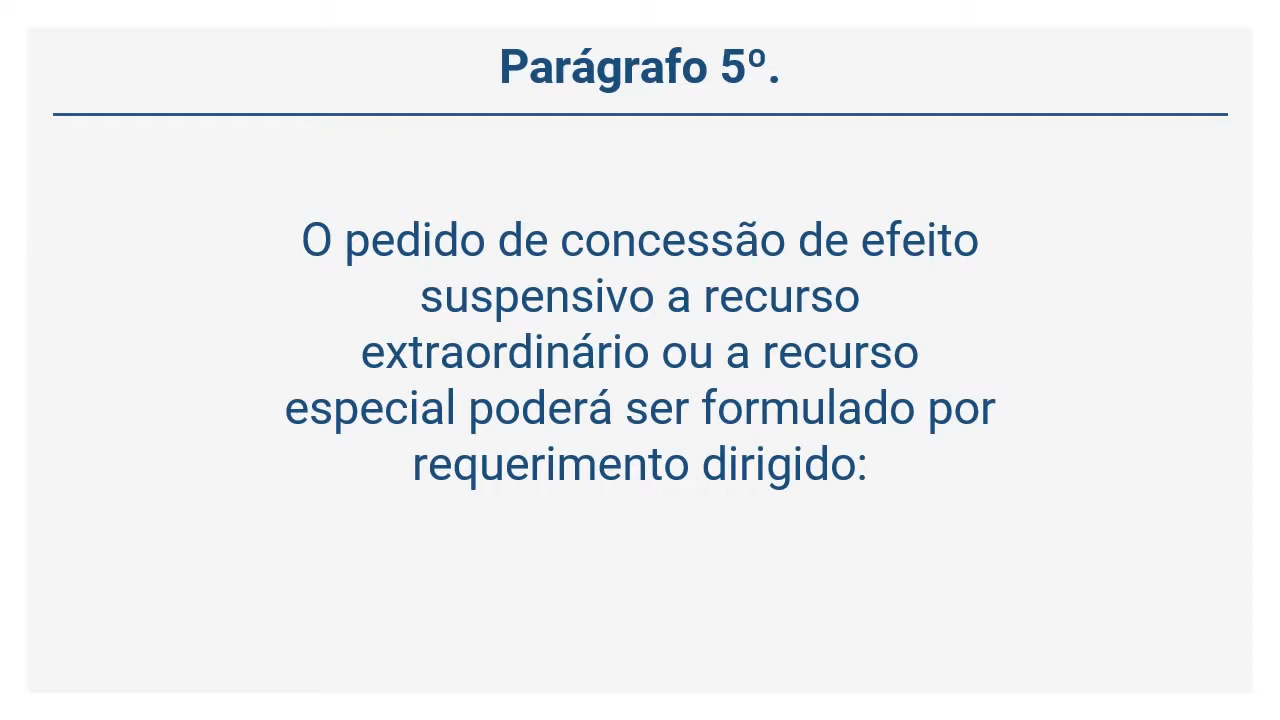 Parágrafo 5º.
O pedido de concessão de efeito
suspensivo a recurso
extraordinário ou a recurso
especial poderá ser formulado por
requerimento dirigido: